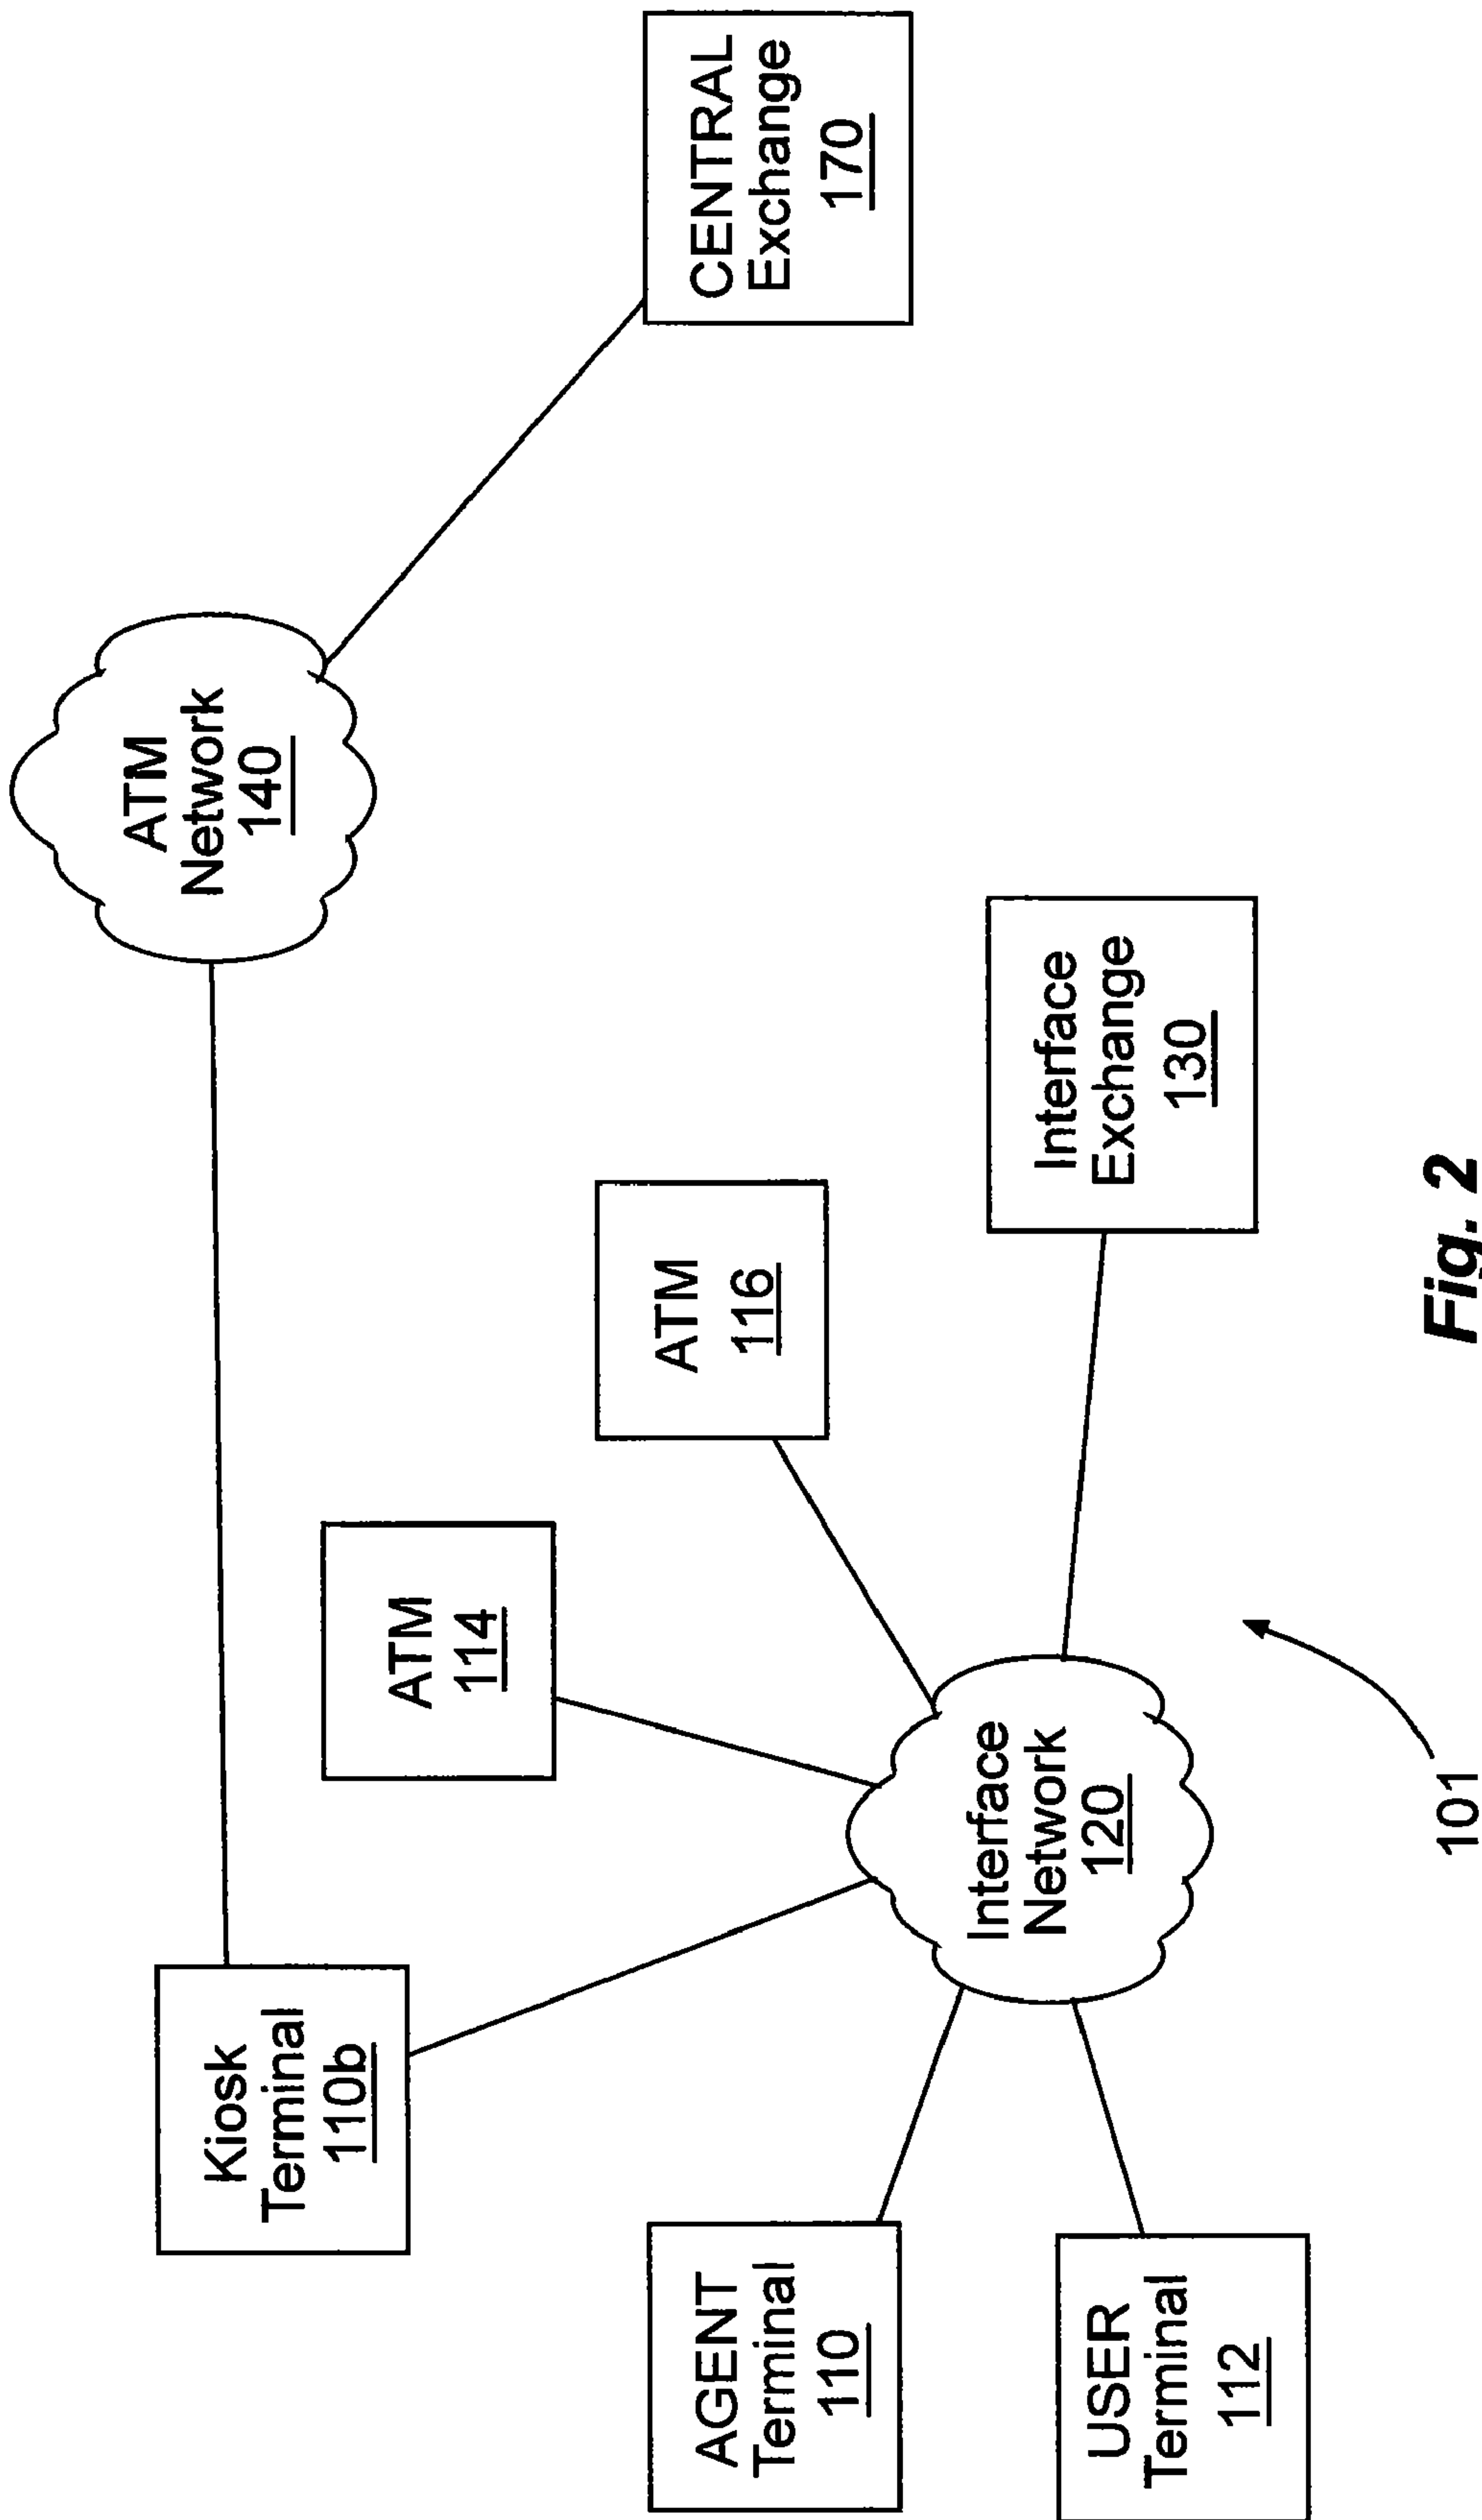 Kiosk
Terminal
110b
ATM
Network
140
ATM
114
AGENT
Terminal
110
ATM
116
CENTRAL
Exchange
170
Interface
Network
120
USER
Terminal
112
Interface
Exchange
130
101
Fig. 2